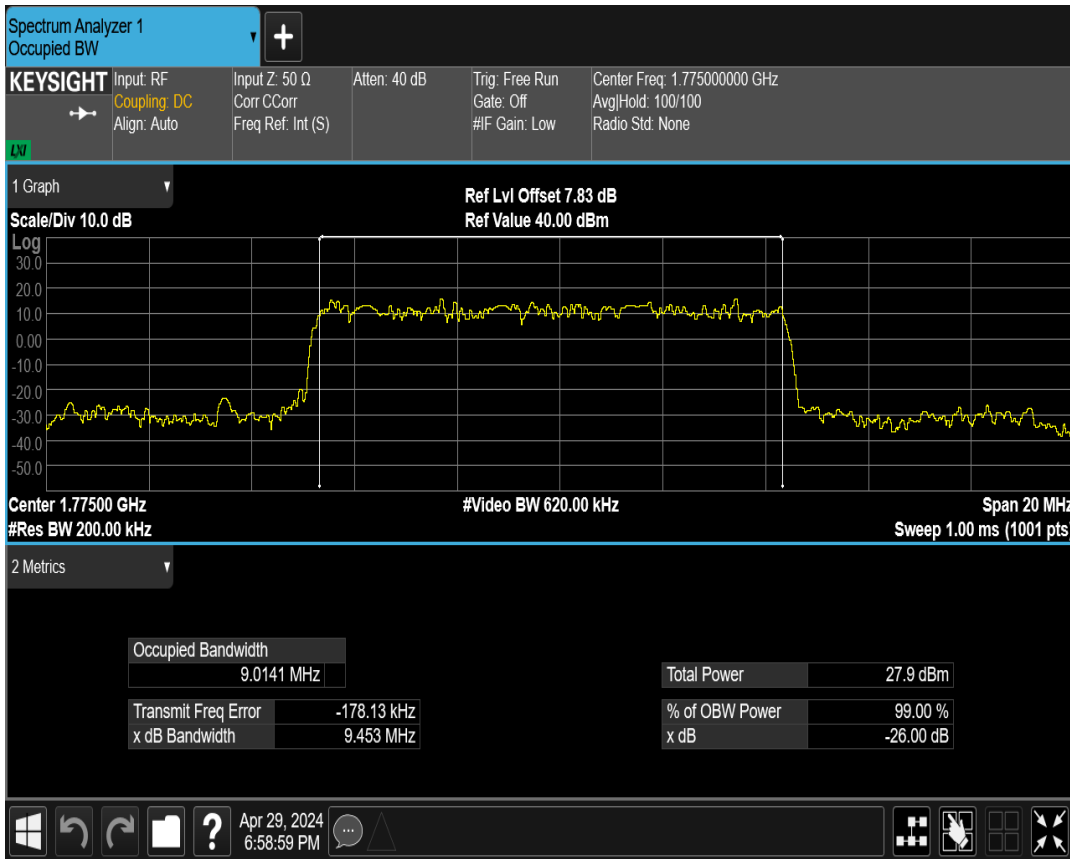 Spectrum Analyzer 1
Occupied BW
+
KEYSIGHT
LXI
Input: RF
Coupling: DC
Align: Auto
Input Z: 50 Ω
Corr CCorr
Freq Ref: Int (S)
Atten: 40 dB
Trig: Free Run
Gate: Off
#IF Gain: Low
Center Freq: 1.775000000 GHz
Avg|Hold: 100/100
Radio Std: None
1 Graph
Scale/Div 10.0 dB
Ref Lvl Offset 7.83 dB
Ref Value 40.00 dBm
Log
30.0
20.0
10.0
0.00
-10.0
-20.0
-30.0
-40.0
-50.0
Center 1.77500 GHz
#Video BW 620.00 kHz
Span 20 MHz
#Res BW 200.00 kHz
Sweep 1.00 ms (1001 pts)
2 Metrics
Occupied Bandwidth
9.0141 MHz
Transmit Freq Error -178.13 kHz
x dB Bandwidth 9.453 MHz
Total Power 27.9 dBm
% of OBW Power 99.00 %
x dB -26.00 dB
?
Apr 29, 2024
6:58:59 PM